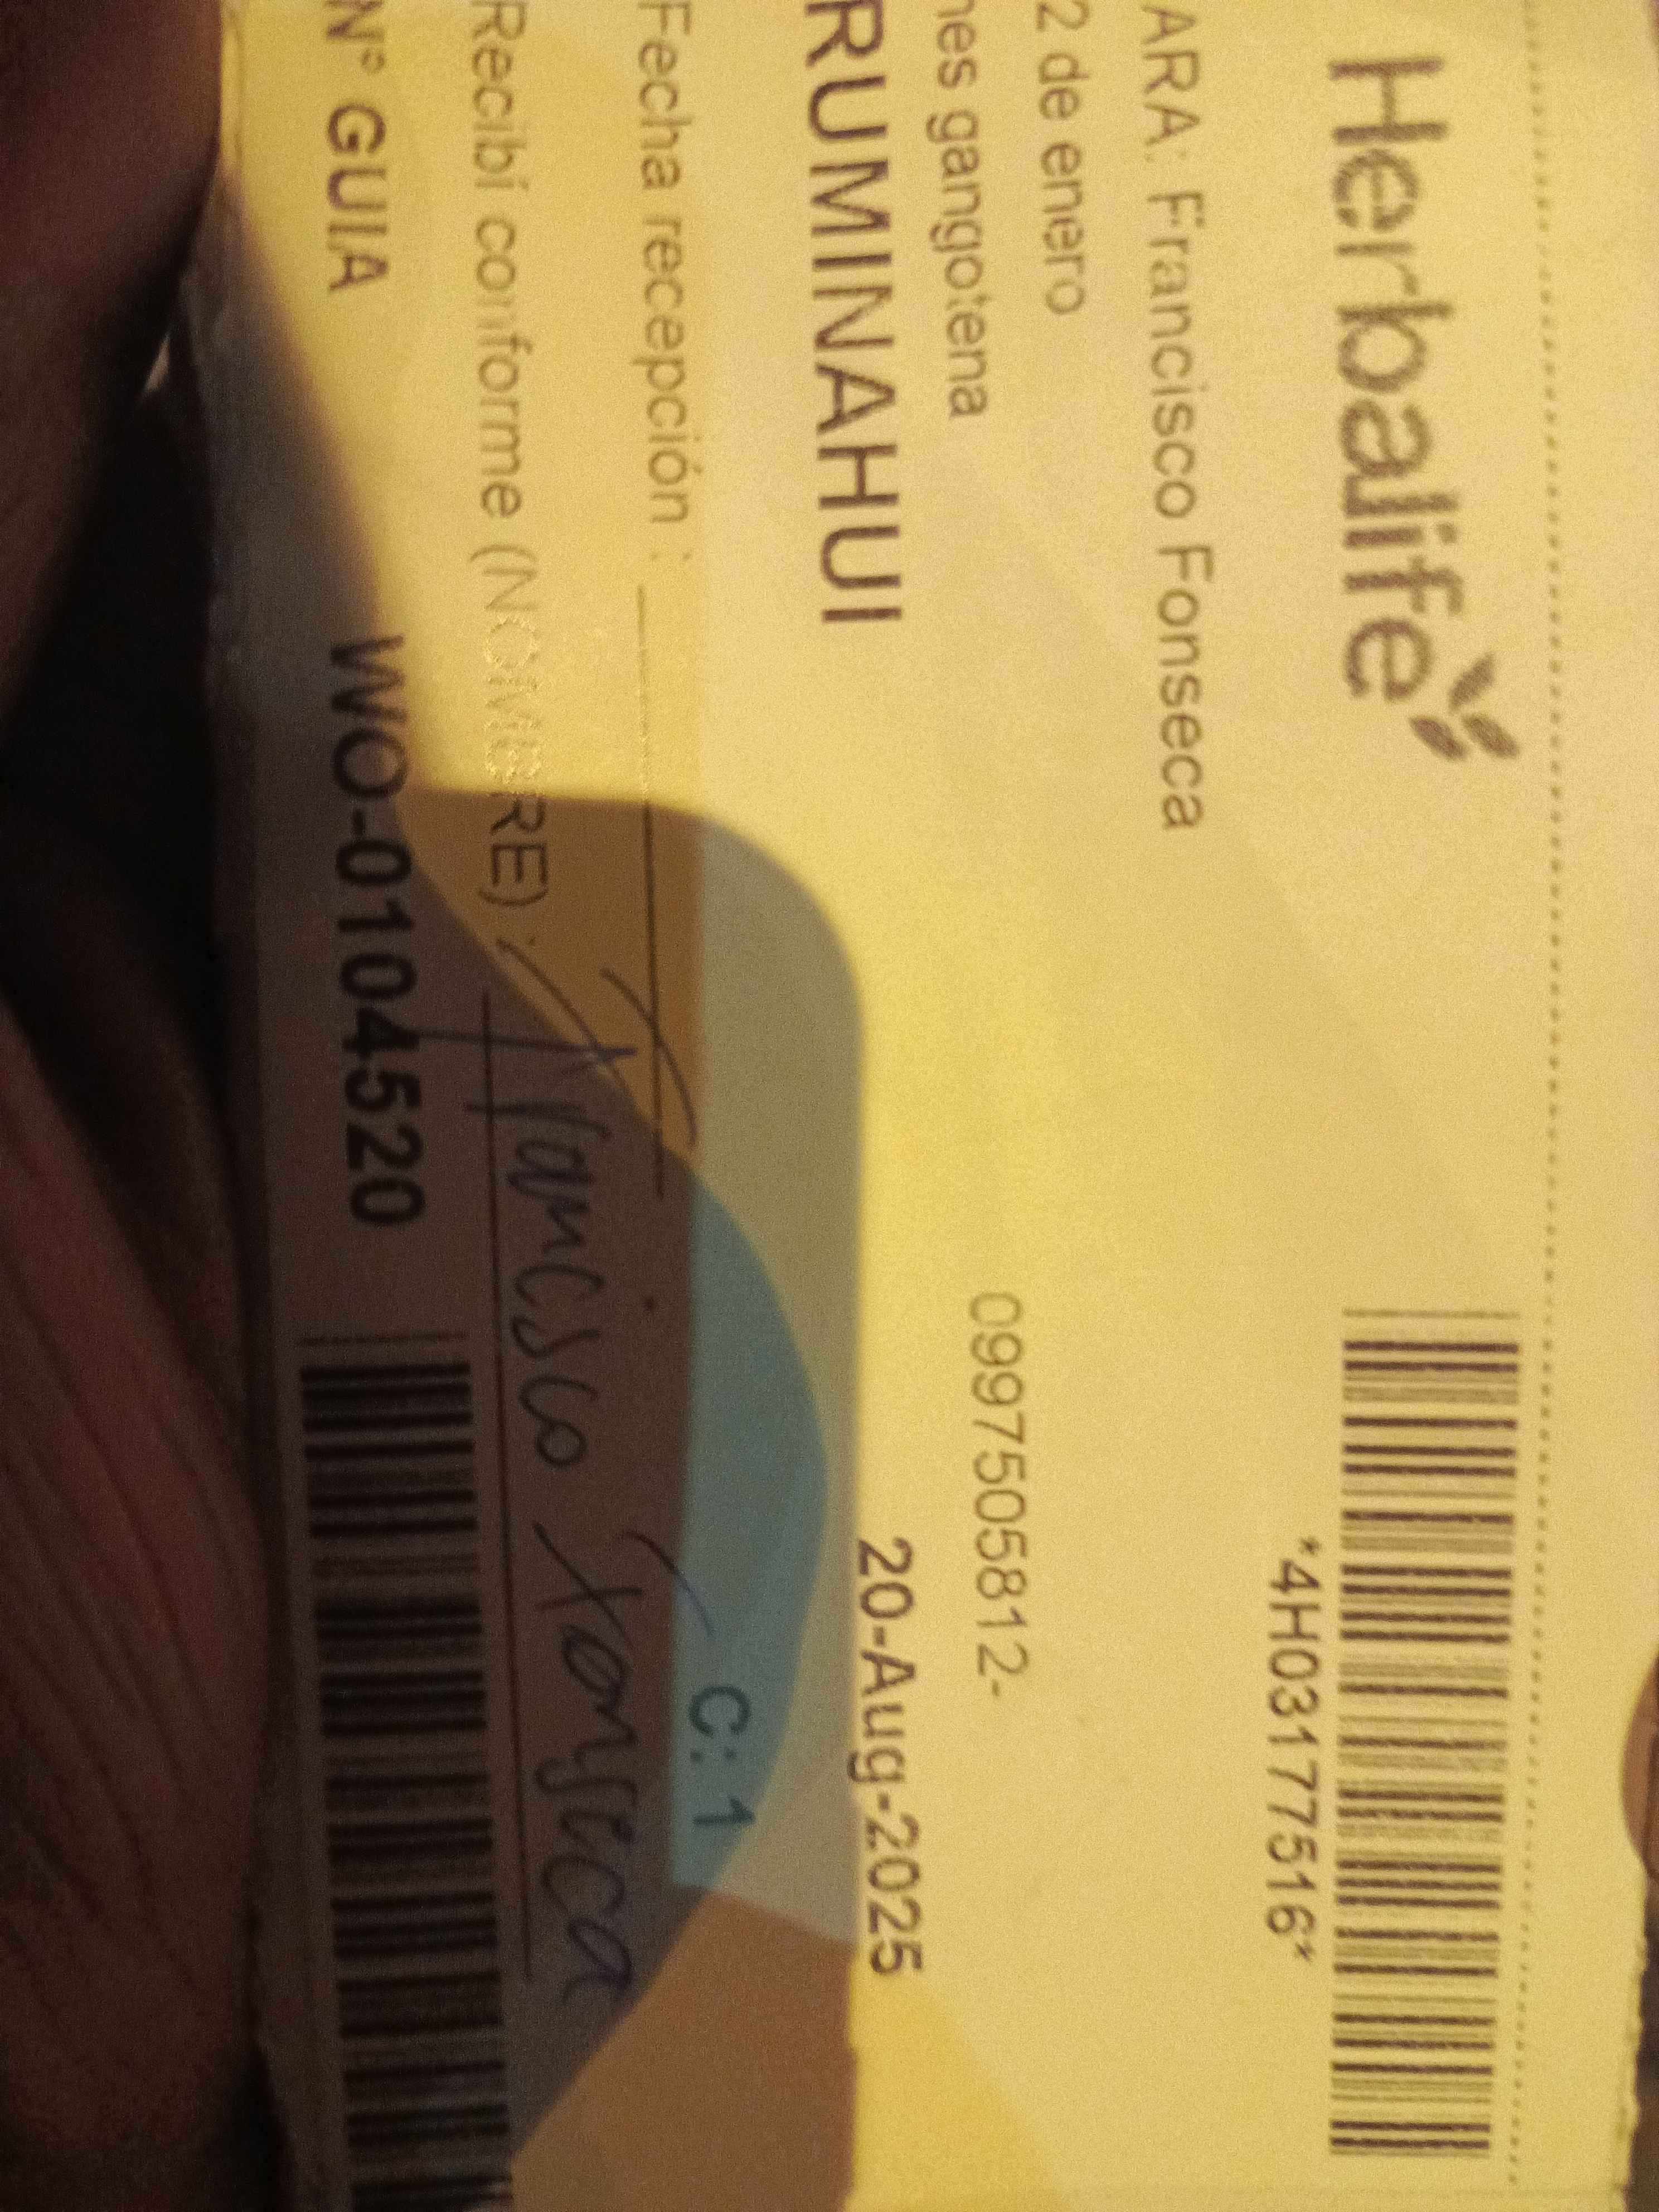 Herbalife
*4H03177516*
ARA: Francisco Fonseca
2 de enero
nes gangotena
0997505812-
RUMINAHUI
20-Aug-2025
C: 1
Fecha recepción :
Recibí conforme (NOMBRE) : Francisco Fonseca
N° GUIA
WO-0104520